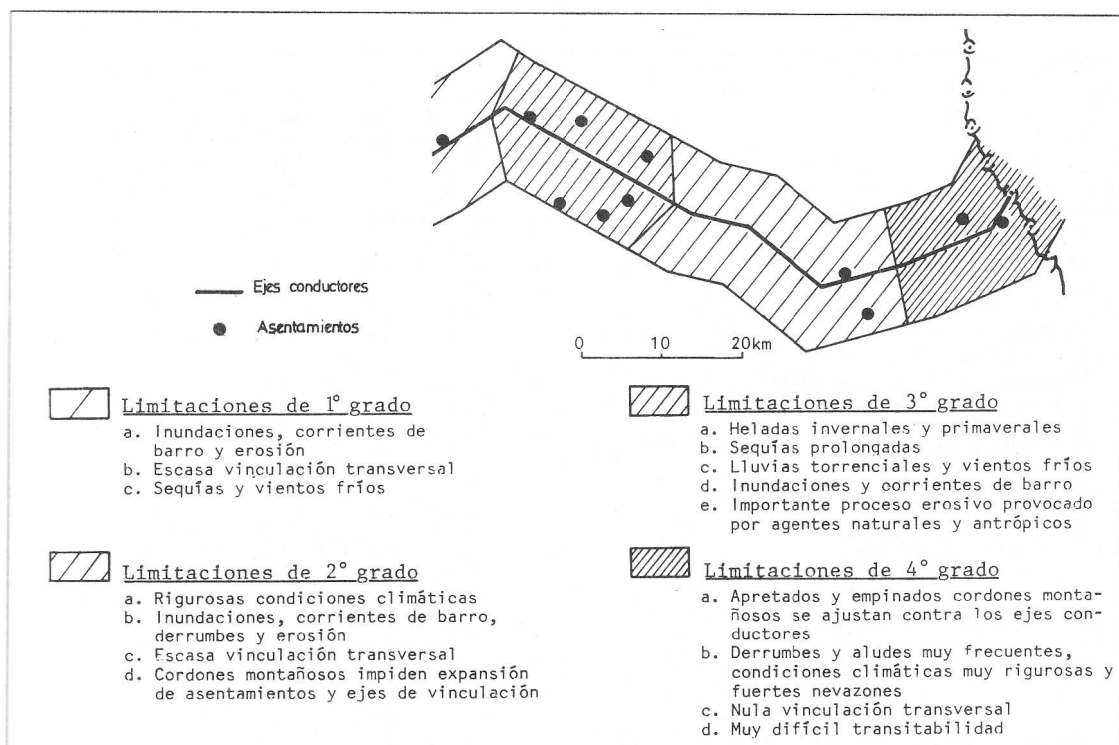 Ejes conductores
Asentamientos
0 10 20 km
Limitaciones de 1° grado
a. Inundaciones, corrientes de
barro y erosión
b. Escasa vinculación transversal
c. Sequías y vientos fríos
Limitaciones de 2° grado
a. Rigurosas condiciones climáticas
b. Inundaciones, corrientes de barro,
derrumbes y erosión
c. Escasa vinculación transversal
d. Cordones montañosos impiden expansión
de asentamientos y ejes de vinculación
Limitaciones de 3° grado
a. Heladas invernales y primaverales
b. Sequías prolongadas
c. Lluvias torrenciales y vientos fríos
d. Inundaciones y corrientes de barro
e. Importante proceso erosivo provocado
por agentes naturales y antrópicos
Limitaciones de 4° grado
a. Apretados y empinados cordones monta-
ñosos se ajustan contra los ejes con-
ductores
b. Derrumbes y aludes muy frecuentes,
condiciones climáticas muy rigurosas y
fuertes nevazones
c. Nula vinculación transversal
d. Muy difícil transitabilidad